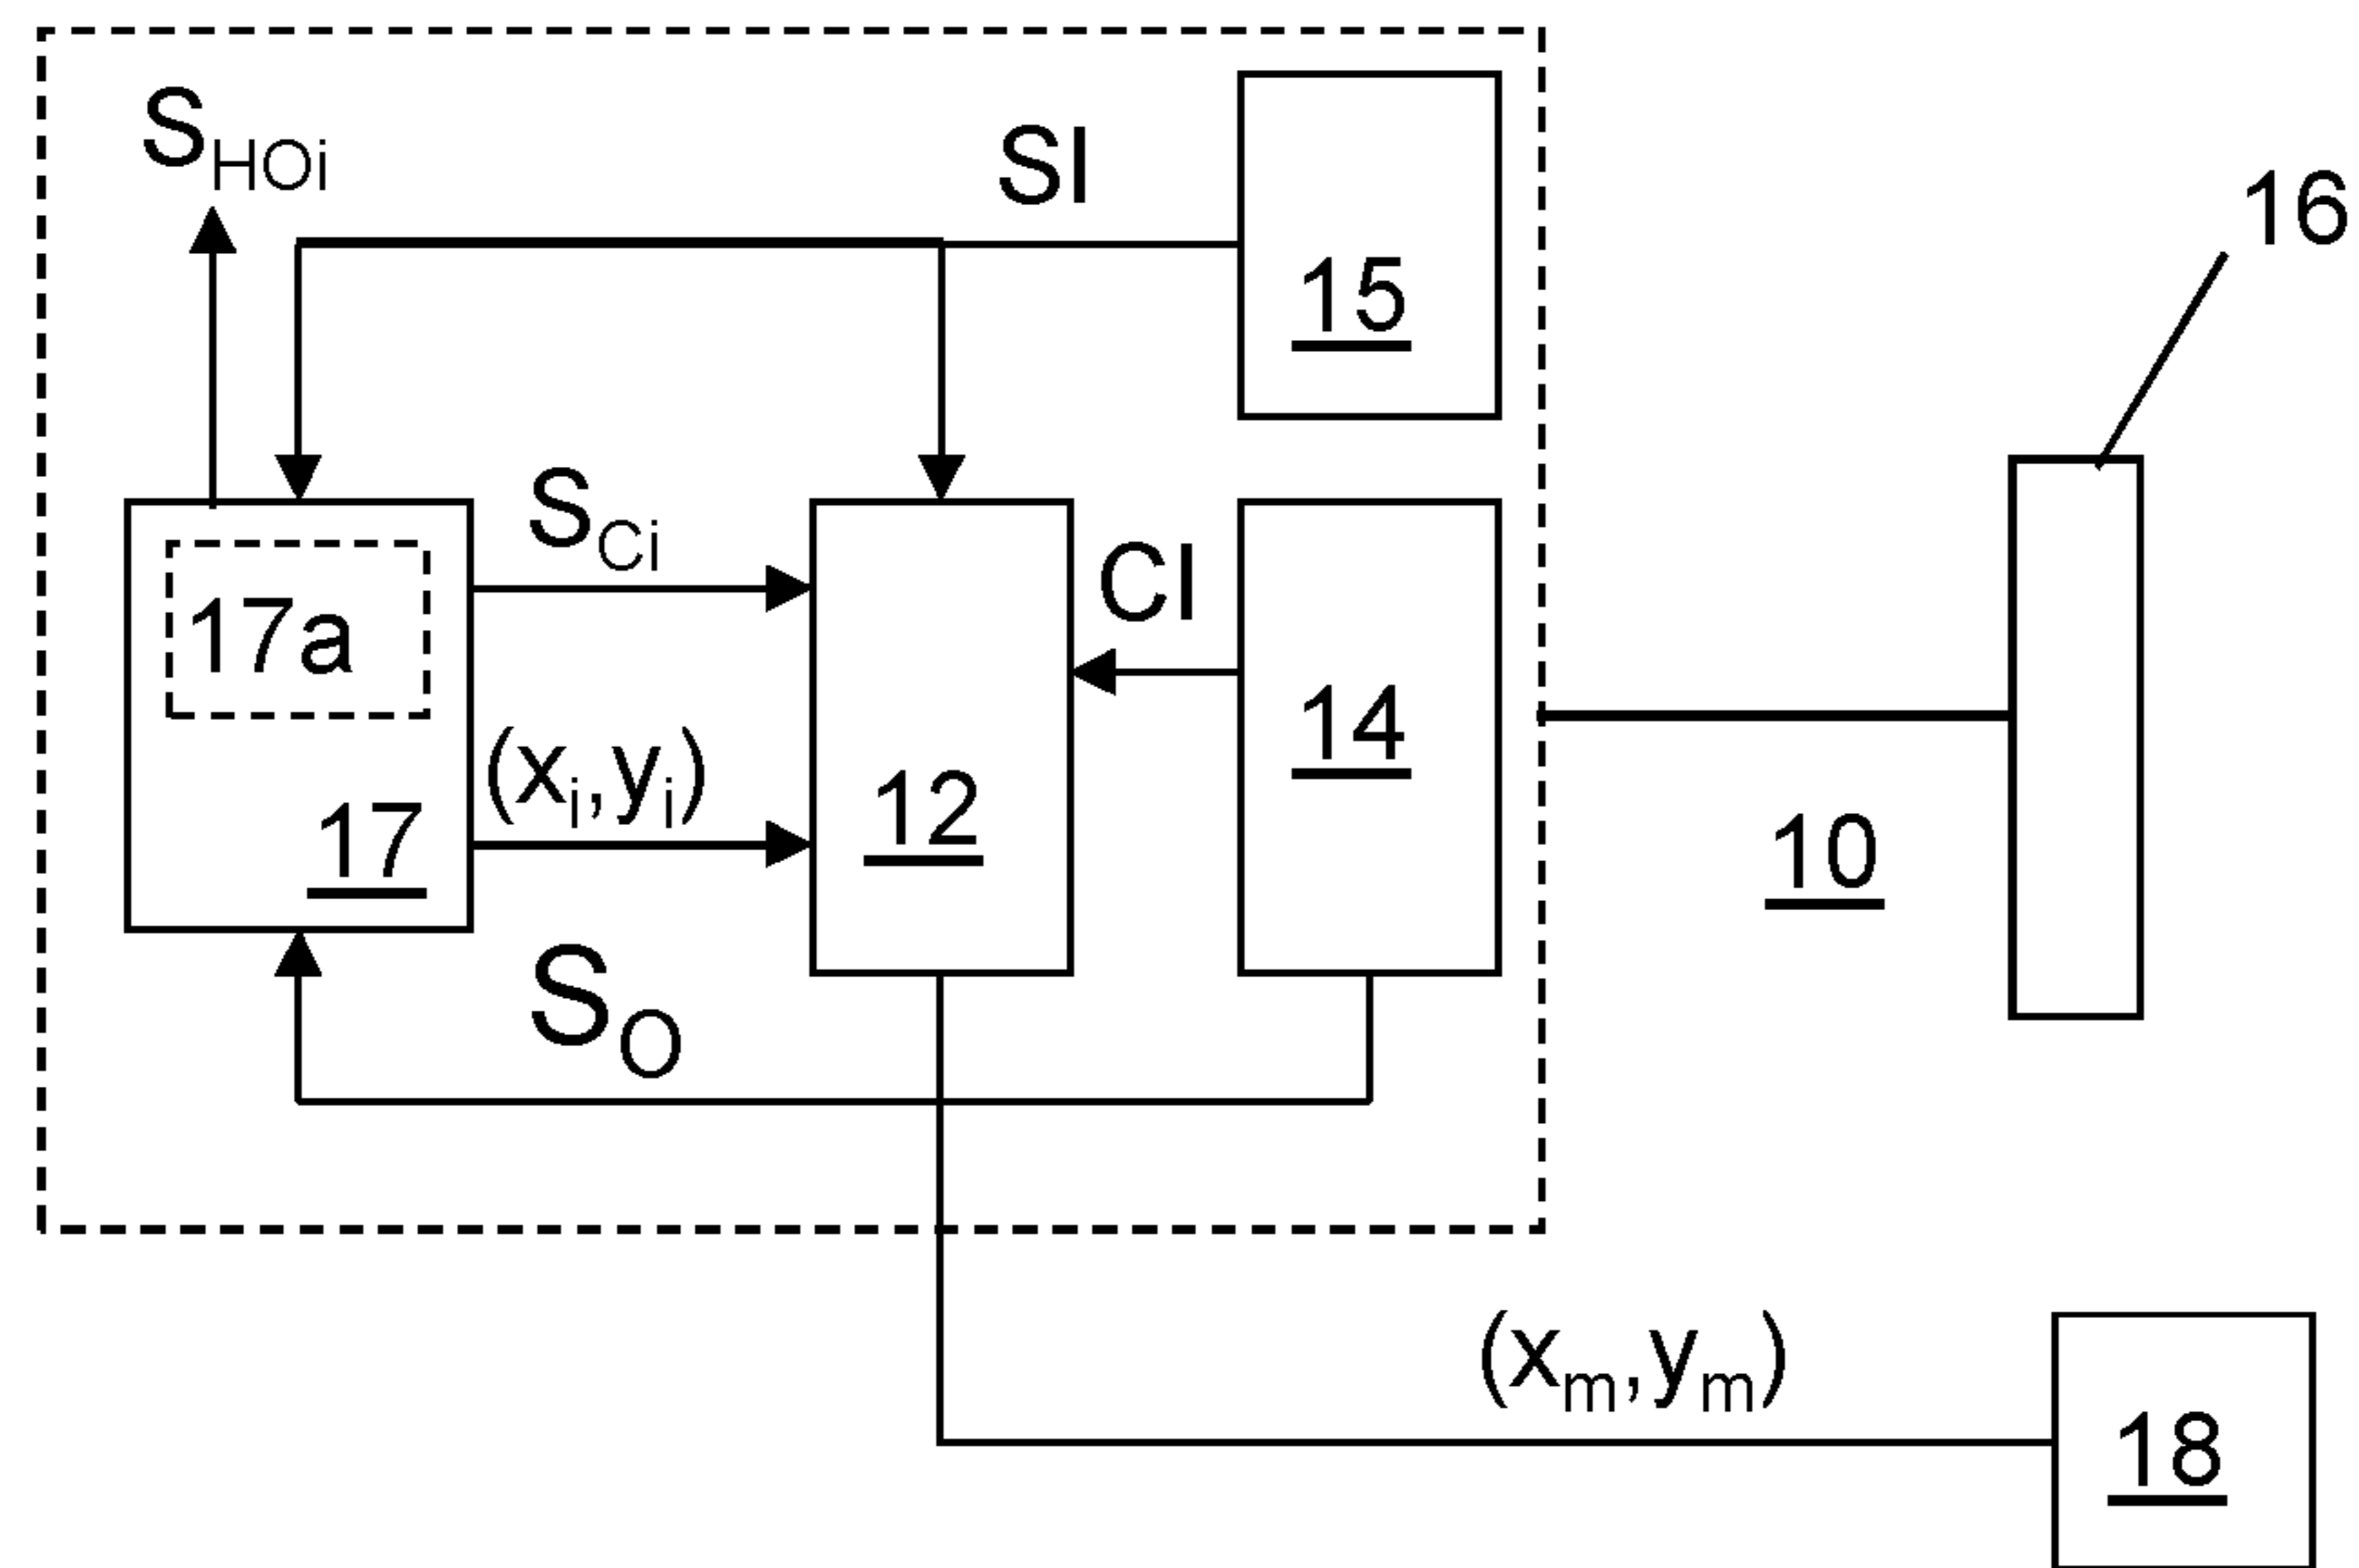 S_HOi
SI
15
16
S_Ci
17a
CI
14
(x_i,y_i)
12
17
10
S_O
(x_m,y_m)
18